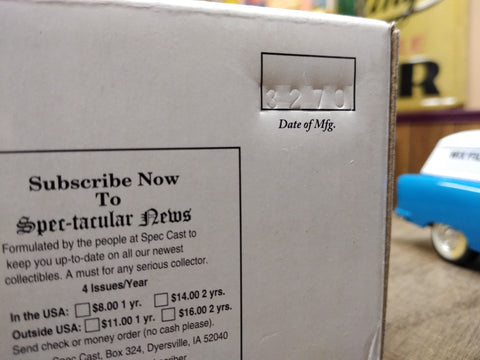 3270
Date of Mfg.
Subscribe Now
To
Spec-tacular News
Formulated by the people at Spec Cast to
keep you up-to-date on all our newest
collectibles. A must for any serious collector.
4 Issues/Year
In the USA: $8.00 1 yr. $14.00 2 yrs.
Outside USA: $11.00 1 yr. $16.00 2 yrs.
Send check or money order (no cash please).
Spec Cast, Box 324, Dyersville, IA 52040